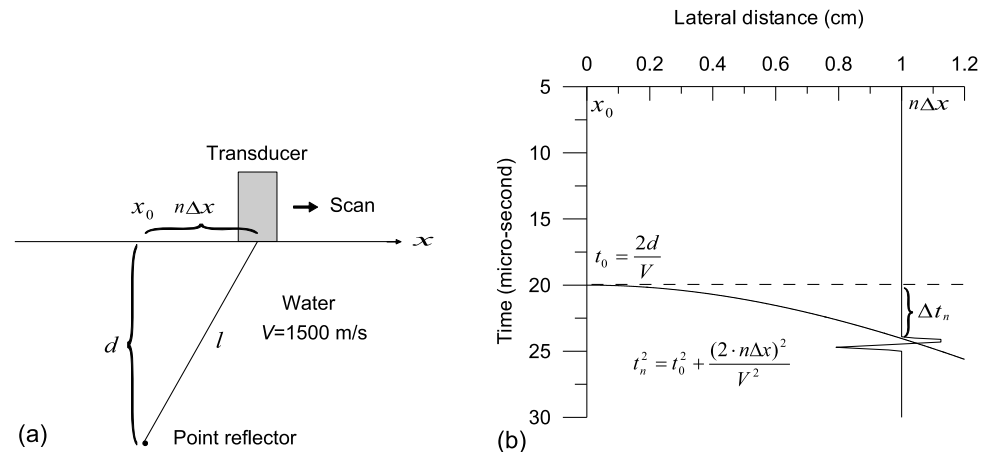 Transducer
x₀ nΔx
Scan
x
Water
V=1500 m/s
d
l
Point reflector
(a)
Lateral distance (cm)
0 0.2 0.4 0.6 0.8 1 1.2
Time (micro-second)
5
10
15
20
25
30
x₀ nΔx
t₀ = 2d/V
Δtₙ
tₙ² = t₀² + (2·nΔx)²/V²
(b)